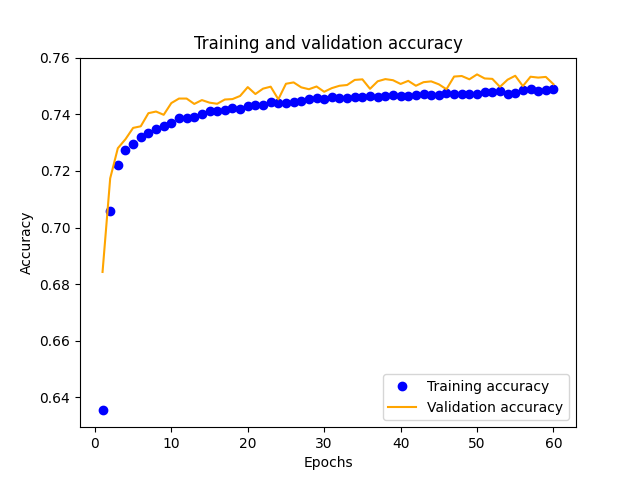 Training and validation accuracy
Accuracy
0.76
0.74
0.72
0.70
0.68
0.66
0.64
Training accuracy
Validation accuracy
0 10 20 30 40 50 60
Epochs